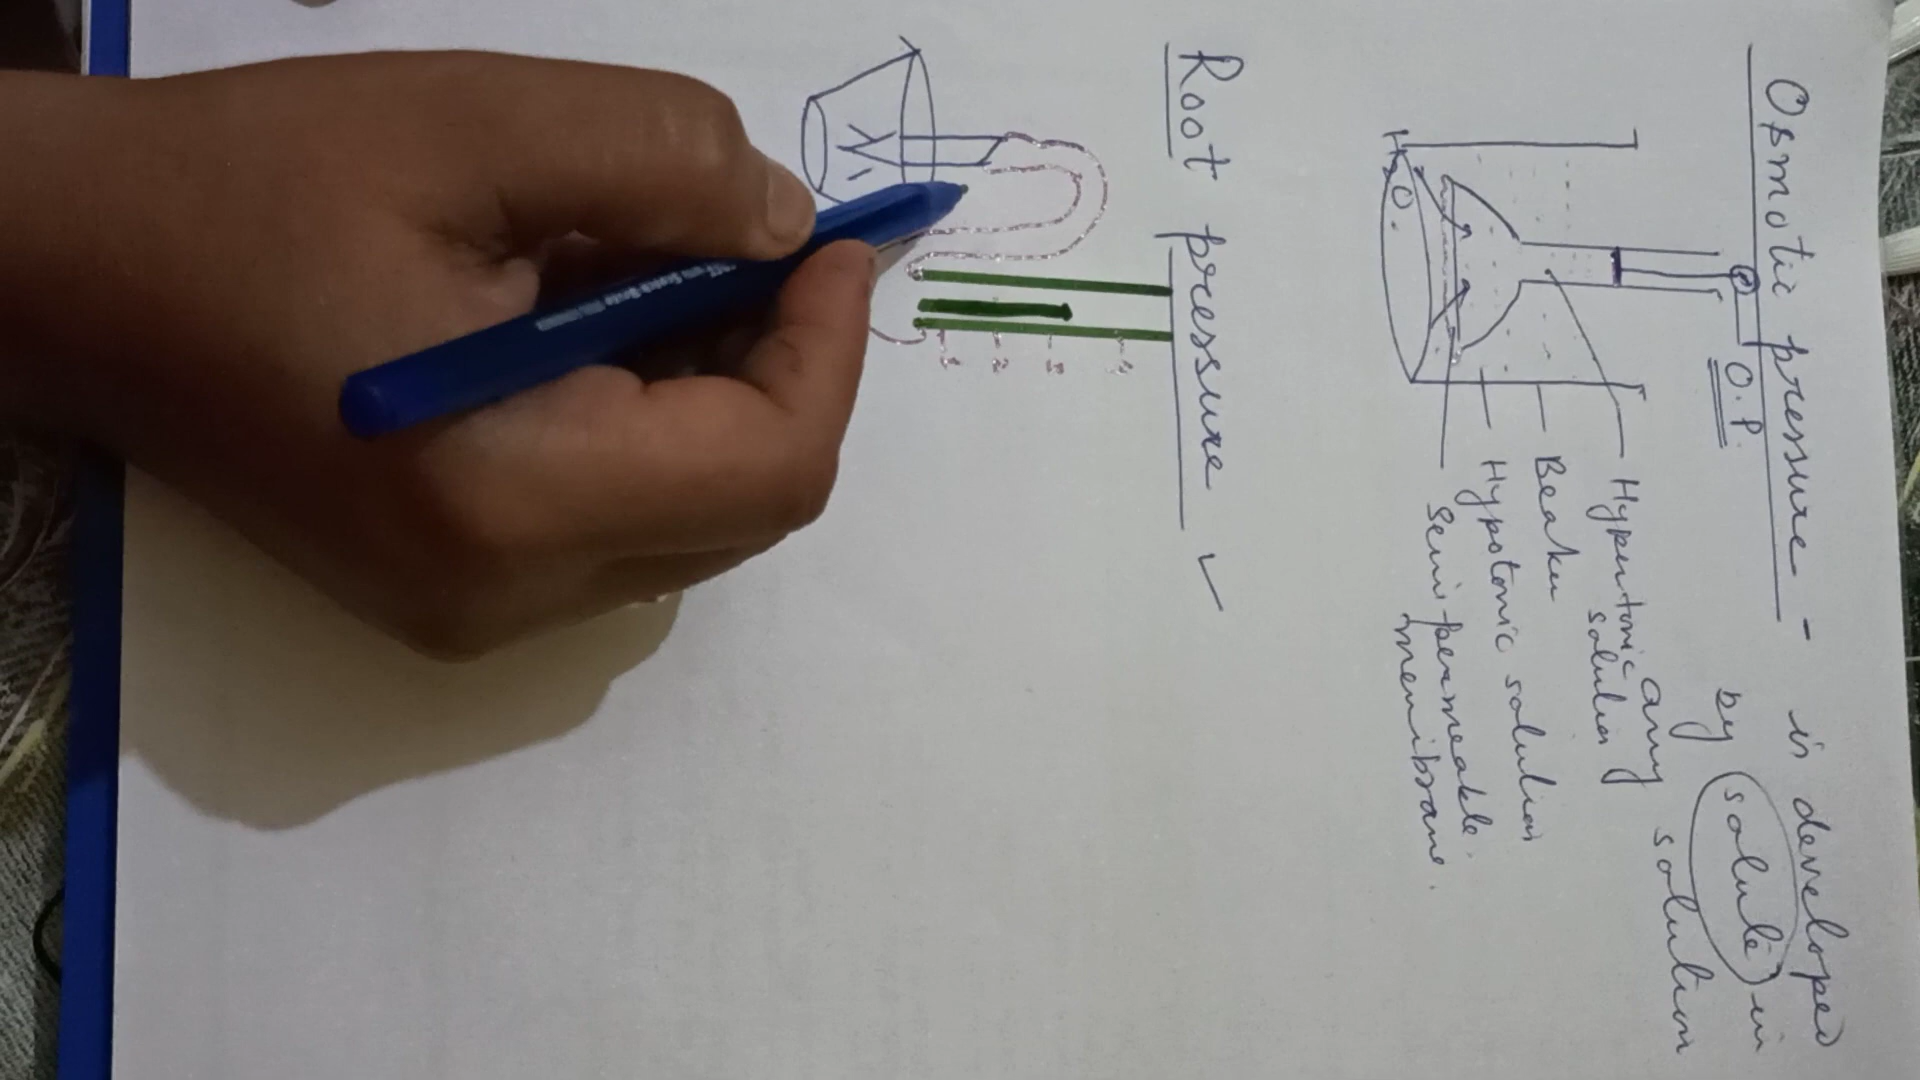 Osmotic pressure - is developed
by solute in
any solution
O.P.
Hypertonic
solution
Beaker
Hypotonic solution
Semi-permeable
membrane.
H2O.
Root pressure ✓